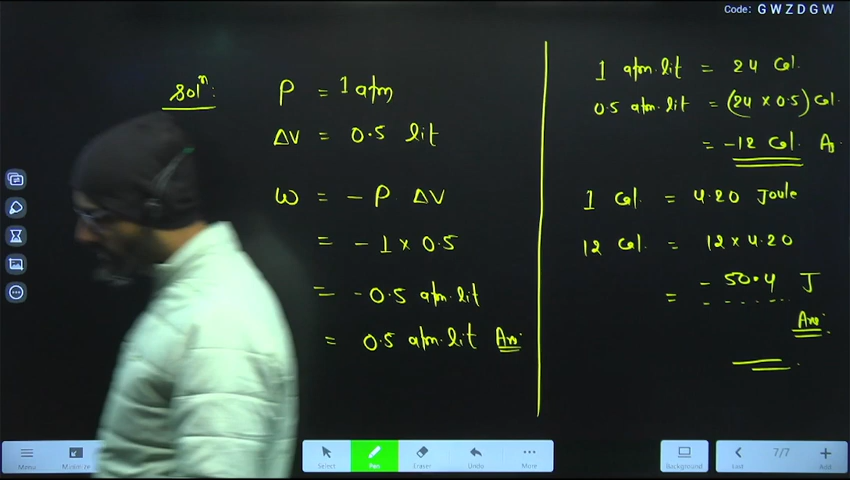 Code: G W Z D G W
Solⁿ:
P = 1 atm
ΔV = 0.5 lit
W = - P ΔV
= - 1 x 0.5
= - 0.5 atm.lit
= 0.5 atm.lit Ans:
1 atm.lit = 24 Cal.
0.5 atm.lit = (24 x 0.5) Cal.
= -12 Cal.
1 Cal. = 4.20 Joule
12 Cal. = 12 x 4.20
= - 50.4 J
Ans:
Menu
Select
Pen
Eraser
Undo
More
Background
Last
7/7
Add